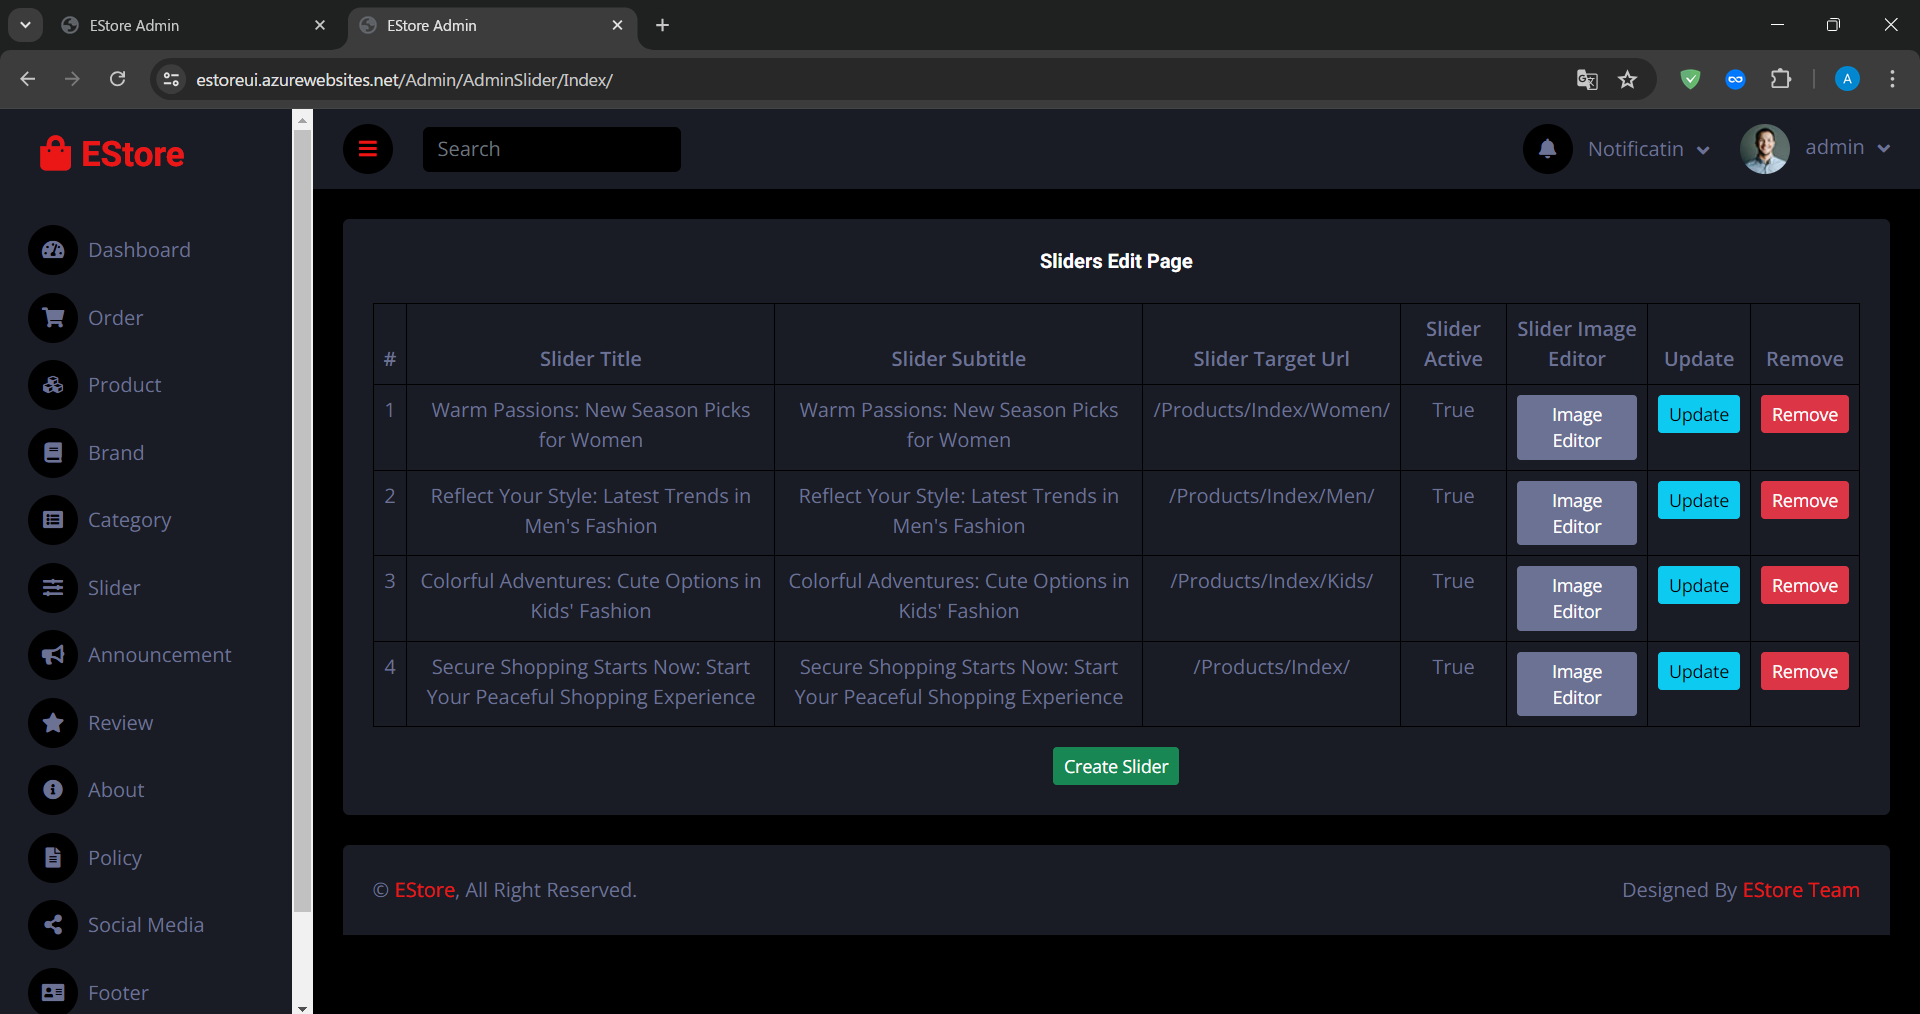 EStore Admin
EStore Admin
estoreui.azurewebsites.net/Admin/AdminSlider/Index/
A
EStore
Search
Notificatin
admin
Dashboard
Order
Product
Brand
Category
Slider
Announcement
Review
About
Policy
Social Media
Footer
Sliders Edit Page
# Slider Title Slider Subtitle Slider Target Url Slider Active Slider Image Editor Update Remove
1 Warm Passions: New Season Picks for Women Warm Passions: New Season Picks for Women /Products/Index/Women/ True Image Editor Update Remove
2 Reflect Your Style: Latest Trends in Men's Fashion Reflect Your Style: Latest Trends in Men's Fashion /Products/Index/Men/ True Image Editor Update Remove
3 Colorful Adventures: Cute Options in Kids' Fashion Colorful Adventures: Cute Options in Kids' Fashion /Products/Index/Kids/ True Image Editor Update Remove
4 Secure Shopping Starts Now: Start Your Peaceful Shopping Experience Secure Shopping Starts Now: Start Your Peaceful Shopping Experience /Products/Index/ True Image Editor Update Remove
Create Slider
© EStore, All Right Reserved.
Designed By EStore Team